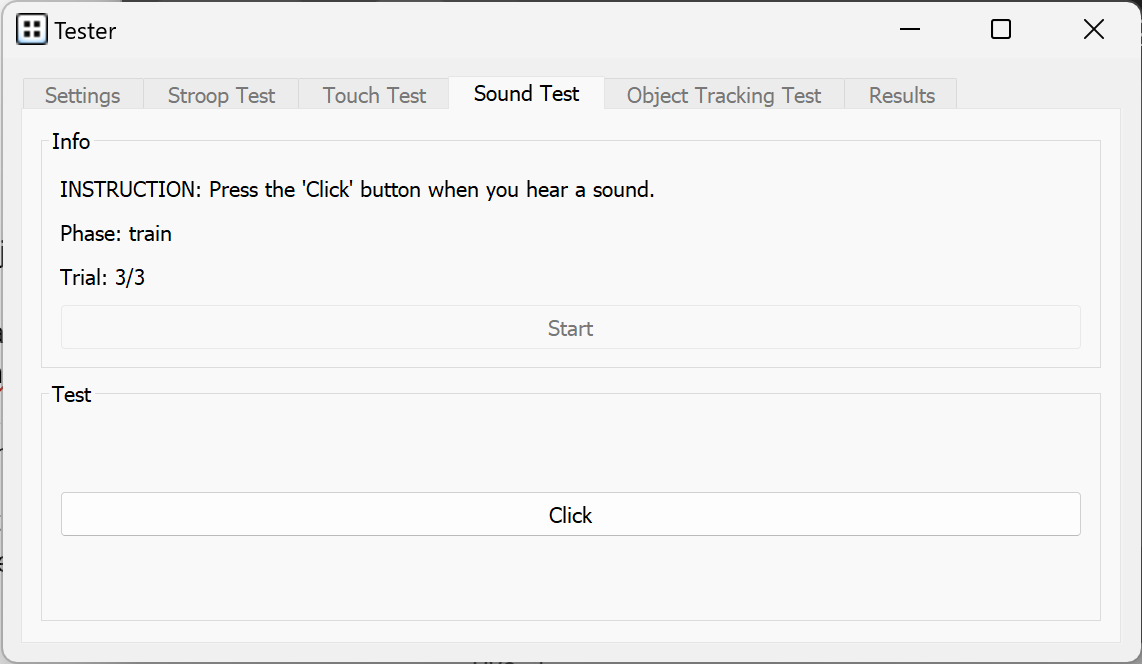 Tester
Settings Stroop Test Touch Test Sound Test Object Tracking Test Results
Info
INSTRUCTION: Press the 'Click' button when you hear a sound.
Phase: train
Trial: 3/3
Start
Test
Click